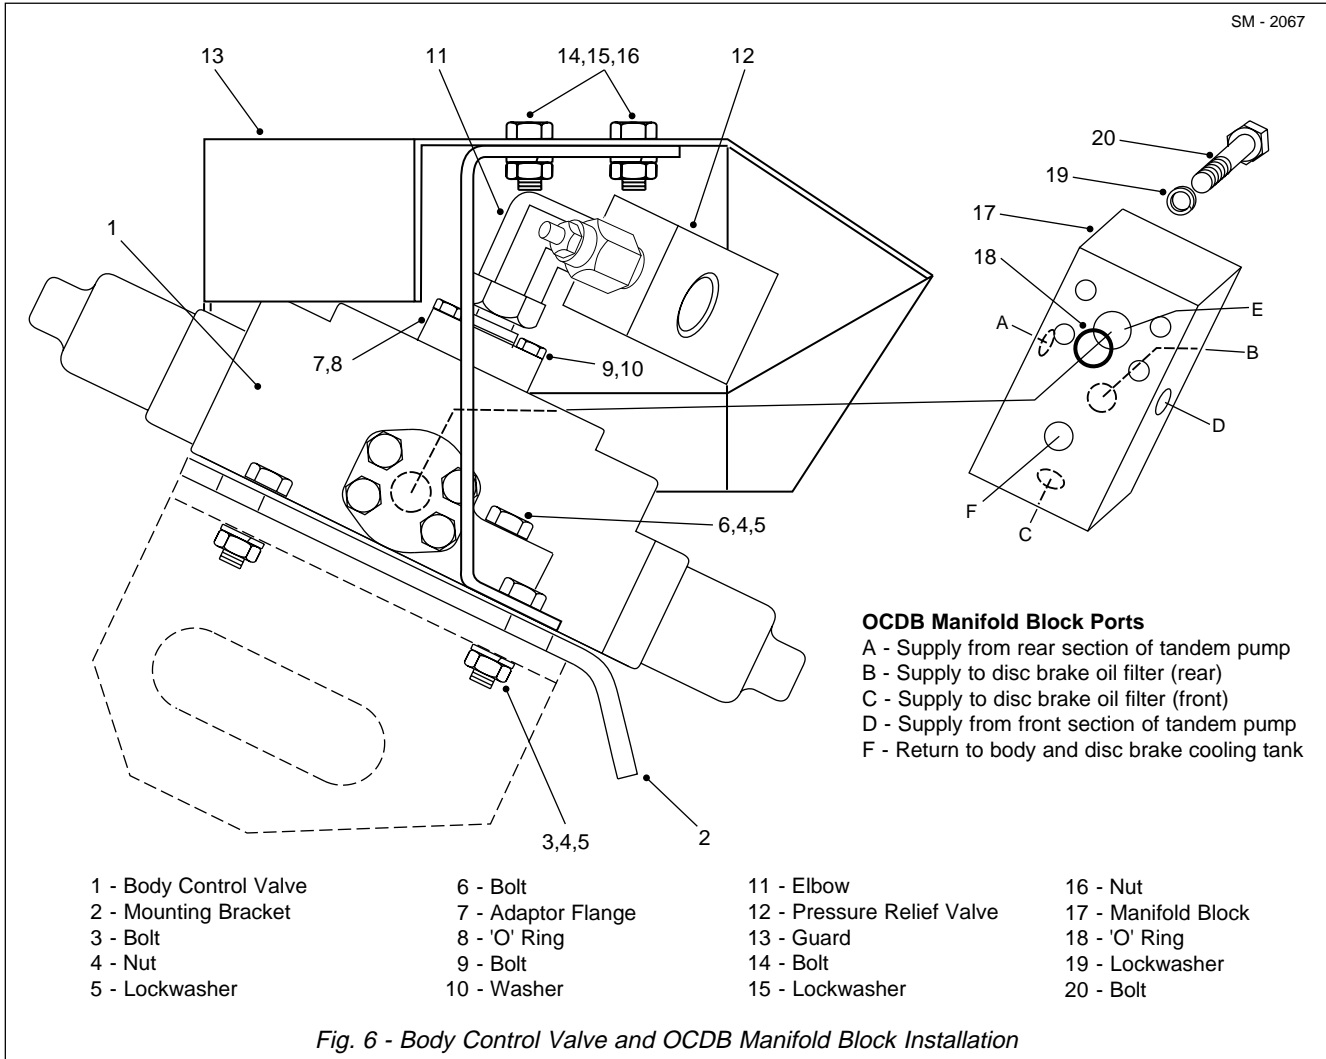 SM - 2067
13
11
14,15,16
12
20
19
17
18
1
A
E
B
7,8
9,10
D
F
C
6,4,5
OCDB Manifold Block Ports
A - Supply from rear section of tandem pump
B - Supply to disc brake oil filter (rear)
C - Supply to disc brake oil filter (front)
D - Supply from front section of tandem pump
F - Return to body and disc brake cooling tank
3,4,5
2
1 - Body Control Valve
2 - Mounting Bracket
3 - Bolt
4 - Nut
5 - Lockwasher
6 - Bolt
7 - Adaptor Flange
8 - 'O' Ring
9 - Bolt
10 - Washer
11 - Elbow
12 - Pressure Relief Valve
13 - Guard
14 - Bolt
15 - Lockwasher
16 - Nut
17 - Manifold Block
18 - 'O' Ring
19 - Lockwasher
20 - Bolt
Fig. 6 - Body Control Valve and OCDB Manifold Block Installation